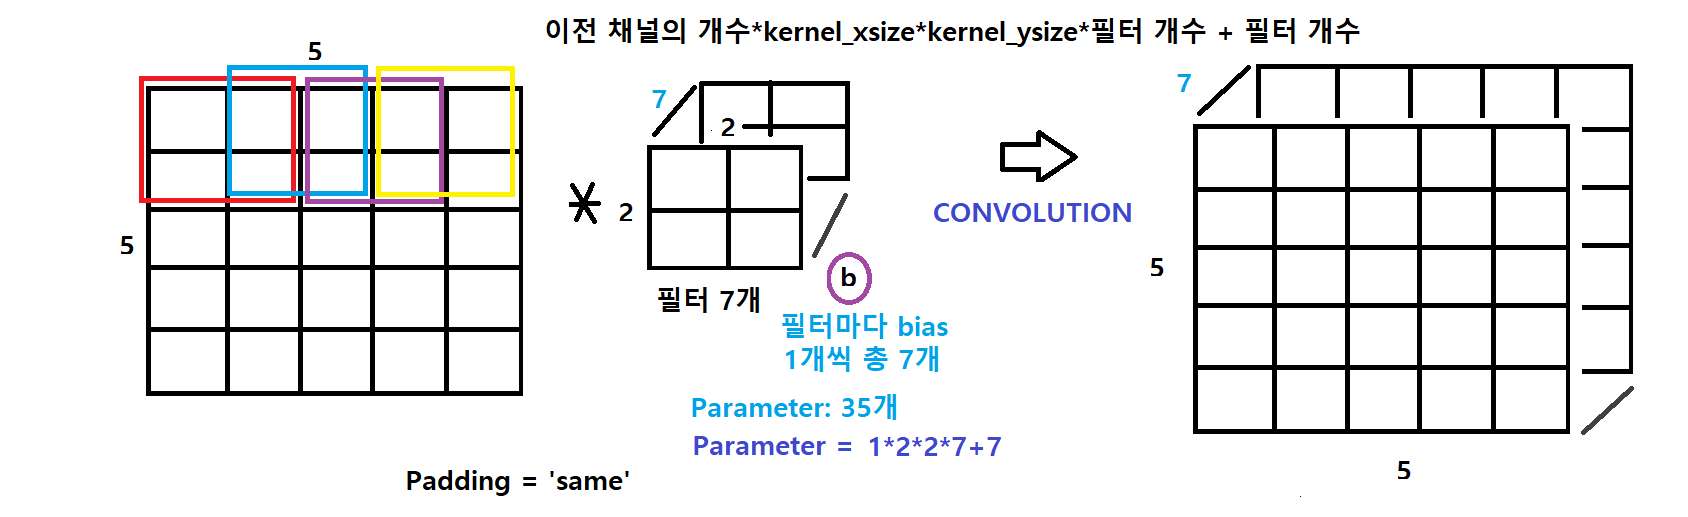 이전 채널의 개수*kernel_xsize*kernel_ysize*필터 개수 + 필터 개수
5
5
7
2
2
필터 7개
b
필터마다 bias
1개씩 총 7개
Parameter: 35개
Parameter = 1*2*2*7+7
Padding = 'same'
CONVOLUTION
7
5
5